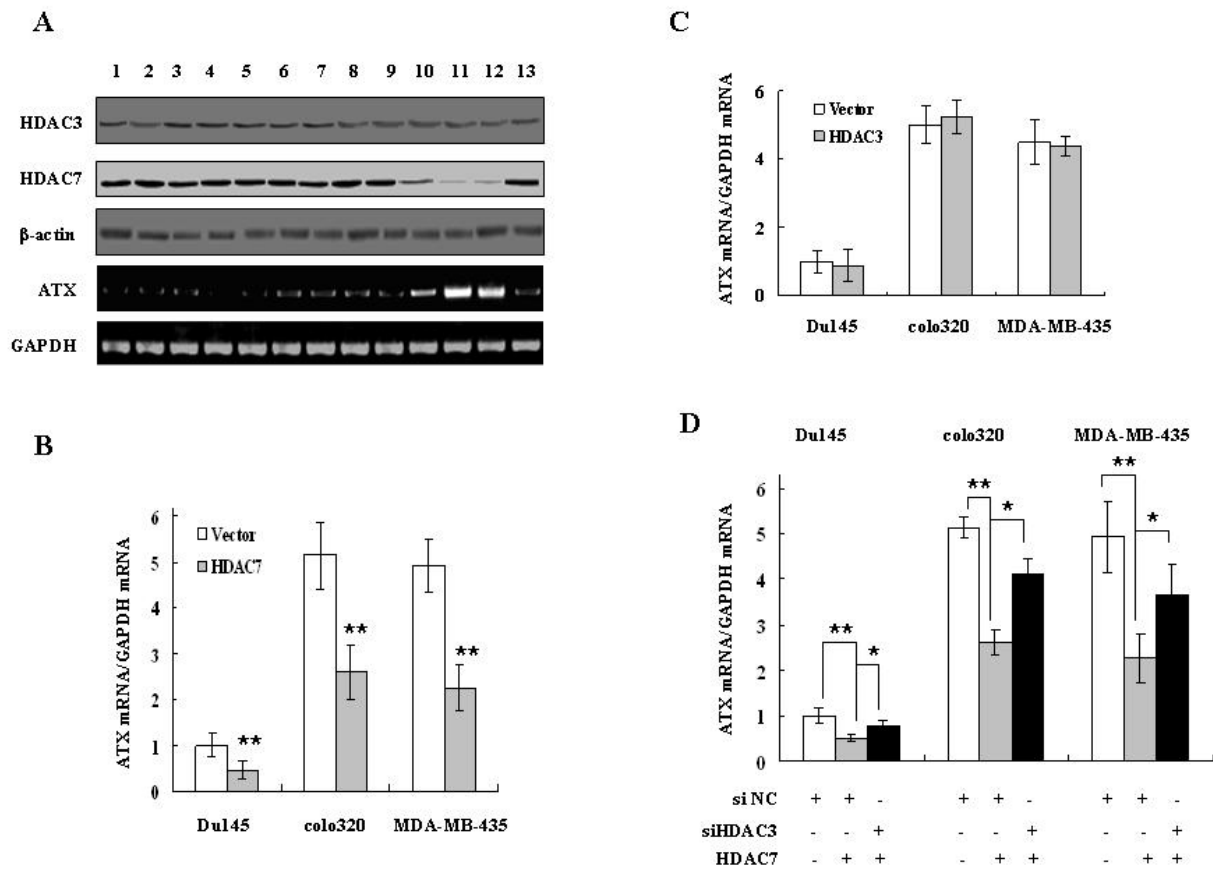 A
1 2 3 4 5 6 7 8 9 10 11 12 13
HDAC3
HDAC7
β-actin
ATX
GAPDH
B
ATX mRNA/GAPDH mRNA
6
5
4
3
2
1
0
Vector
HDAC7
**
**
**
Du145 colo320 MDA-MB-435
C
ATX mRNA/GAPDH mRNA
6
4
2
0
Vector
HDAC3
Du145 colo320 MDA-MB-435
D
Du145 colo320 MDA-MB-435
ATX mRNA/GAPDH mRNA
6
5
4
3
2
1
0
** *
** *
** *
si NC + + - + + - + + -
siHDAC3 - - + - - + - - +
HDAC7 - + + - + + - + +